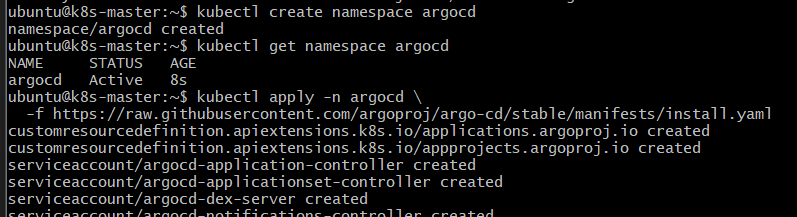 ubuntu@k8s-master:~$ kubectl create namespace argocd
namespace/argocd created
ubuntu@k8s-master:~$ kubectl get namespace argocd
NAME     STATUS   AGE
argocd   Active   8s
ubuntu@k8s-master:~$ kubectl apply -n argocd \
  -f https://raw.githubusercontent.com/argoproj/argo-cd/stable/manifests/install.yaml
customresourcedefinition.apiextensions.k8s.io/applications.argoproj.io created
customresourcedefinition.apiextensions.k8s.io/appprojects.argoproj.io created
serviceaccount/argocd-application-controller created
serviceaccount/argocd-applicationset-controller created
serviceaccount/argocd-dex-server created
serviceaccount/argocd-notifications-controller created